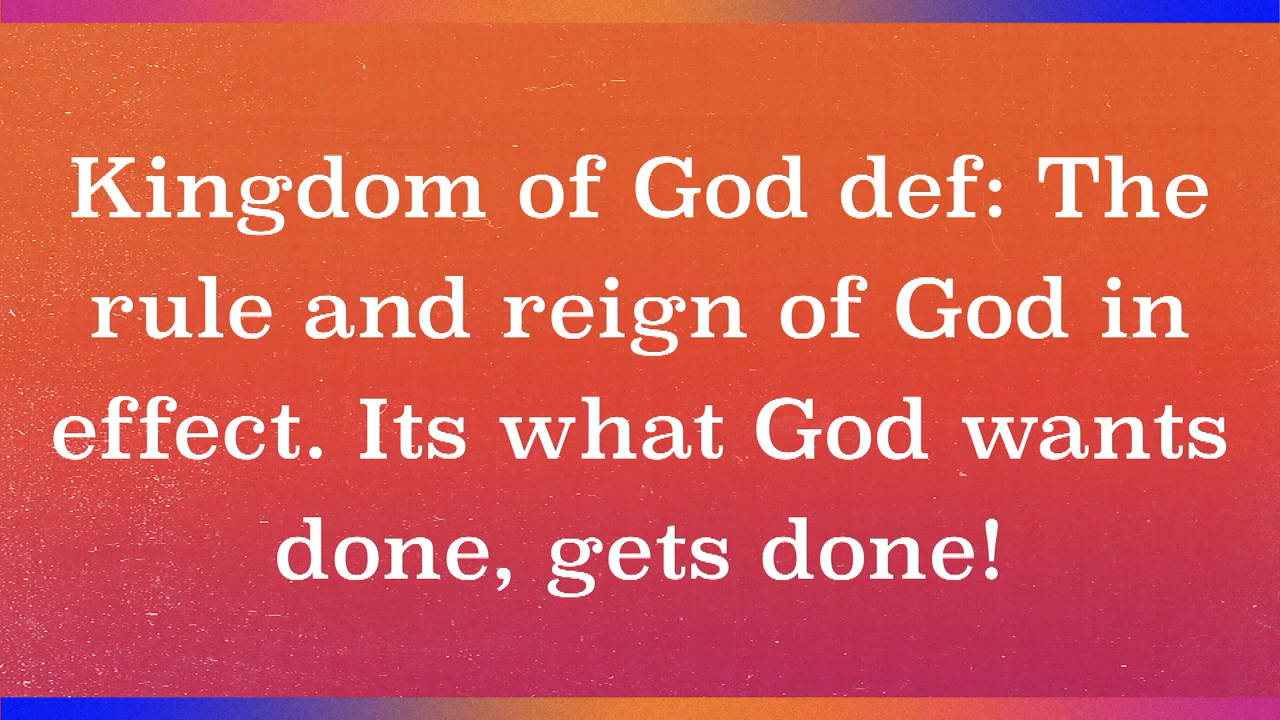 Kingdom of God def: The
rule and reign of God in
effect. Its what God wants
done, gets done!